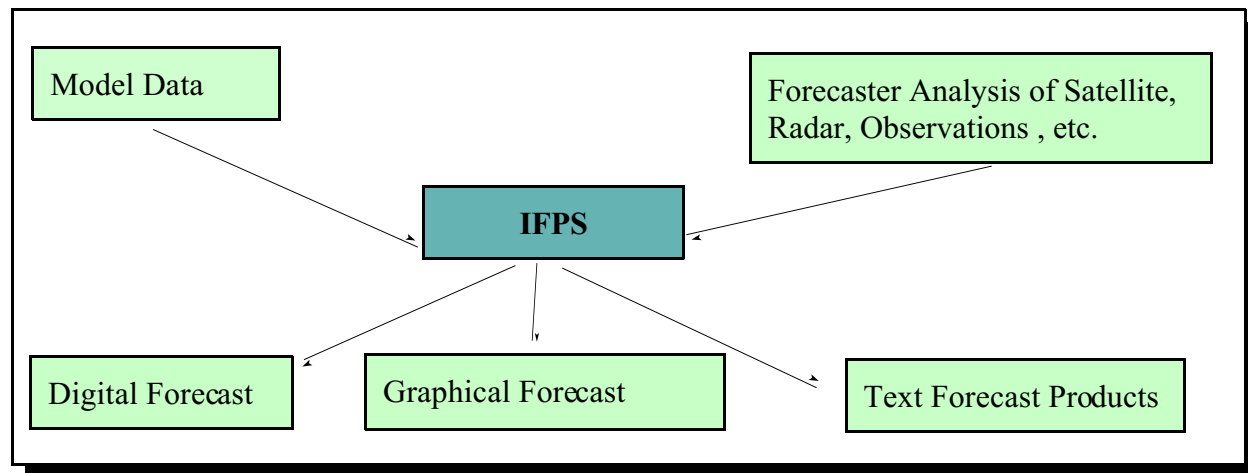 Model Data
Forecaster Analysis of Satellite,
Radar, Observations , etc.
IFPS
Digital Forecast
Graphical Forecast
Text Forecast Products